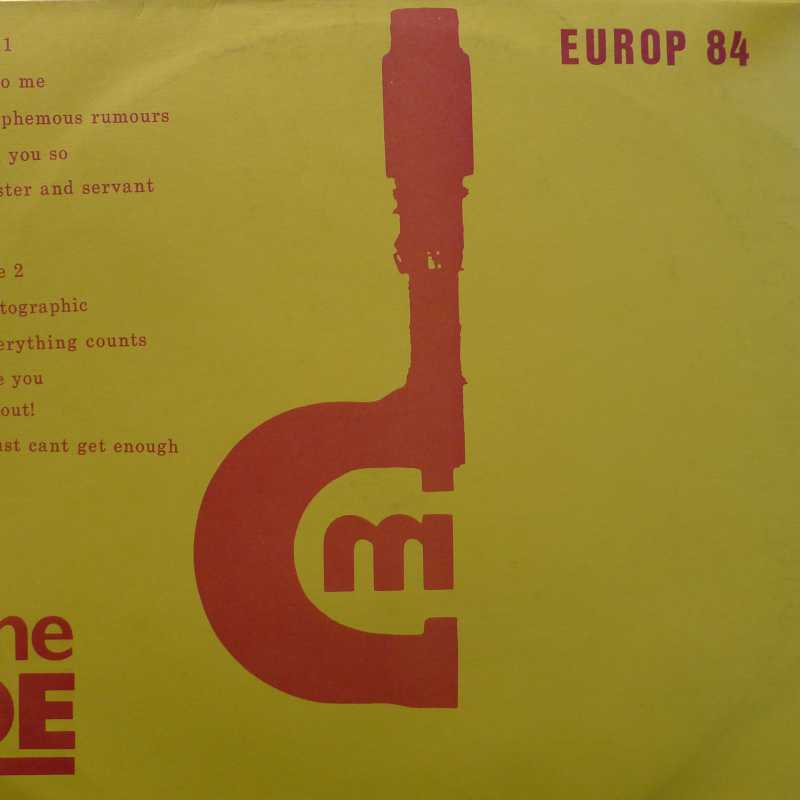 EUROP 84
1
o me
phemous rumours
you so
ster and servant
e 2
tographic
erything counts
e you
out!
ust cant get enough
m
ne
DE